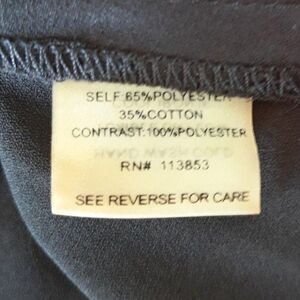 SELF:65%POLYESTER
35%COTTON
CONTRAST:100%POLYESTER
RN# 113853
SEE REVERSE FOR CARE